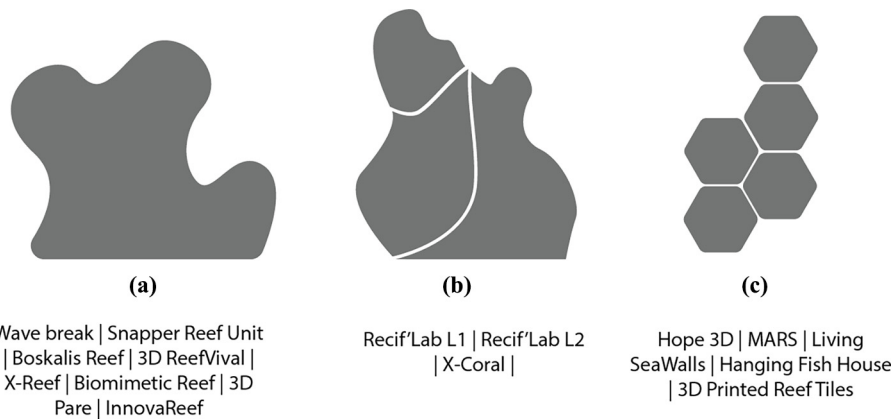 (a)
(b)
(c)
Wave break | Snapper Reef Unit
| Boskalis Reef | 3D ReefVival |
X-Reef | Biomimetic Reef | 3D
Pare | InnovaReef
Recif’Lab L1 | Recif’Lab L2
| X-Coral |
Hope 3D | MARS | Living
SeaWalls | Hanging Fish House
| 3D Printed Reef Tiles